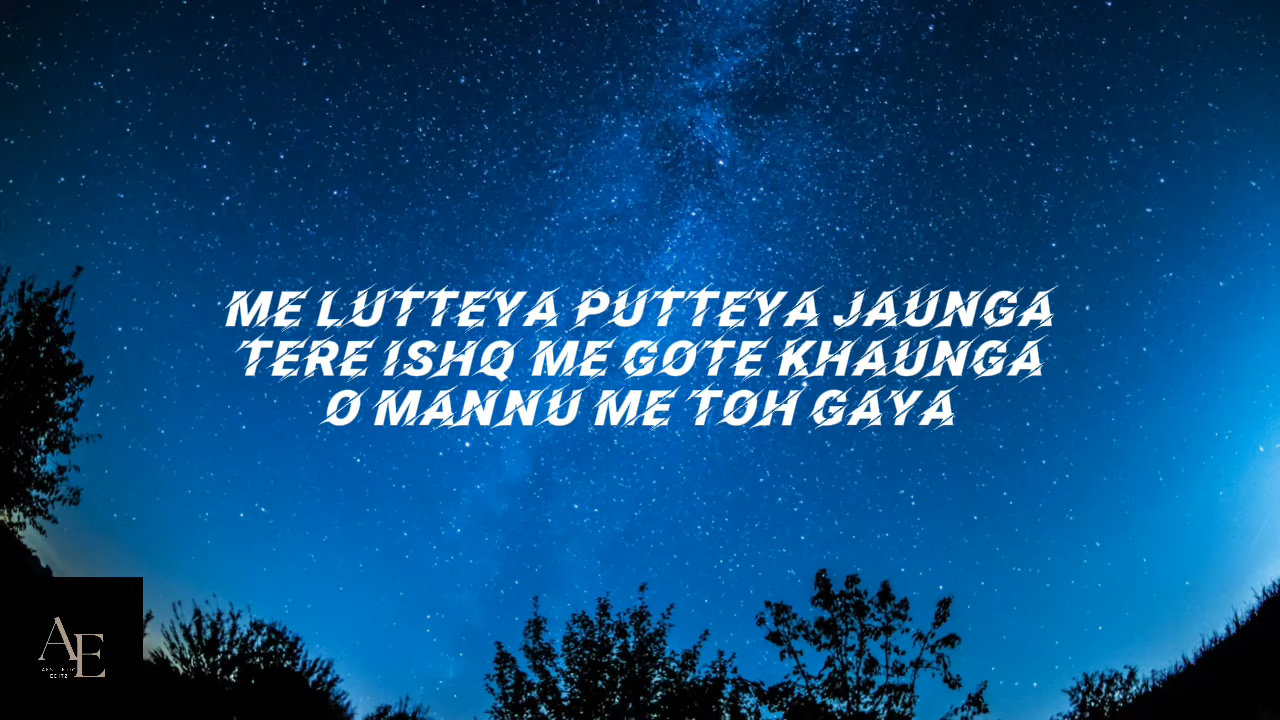 ME LUTTEYA PUTTEYA JAUNGA
TERE ISHQ ME GOTE KHAUNGA
O MANNU ME TOH GAYA
AE